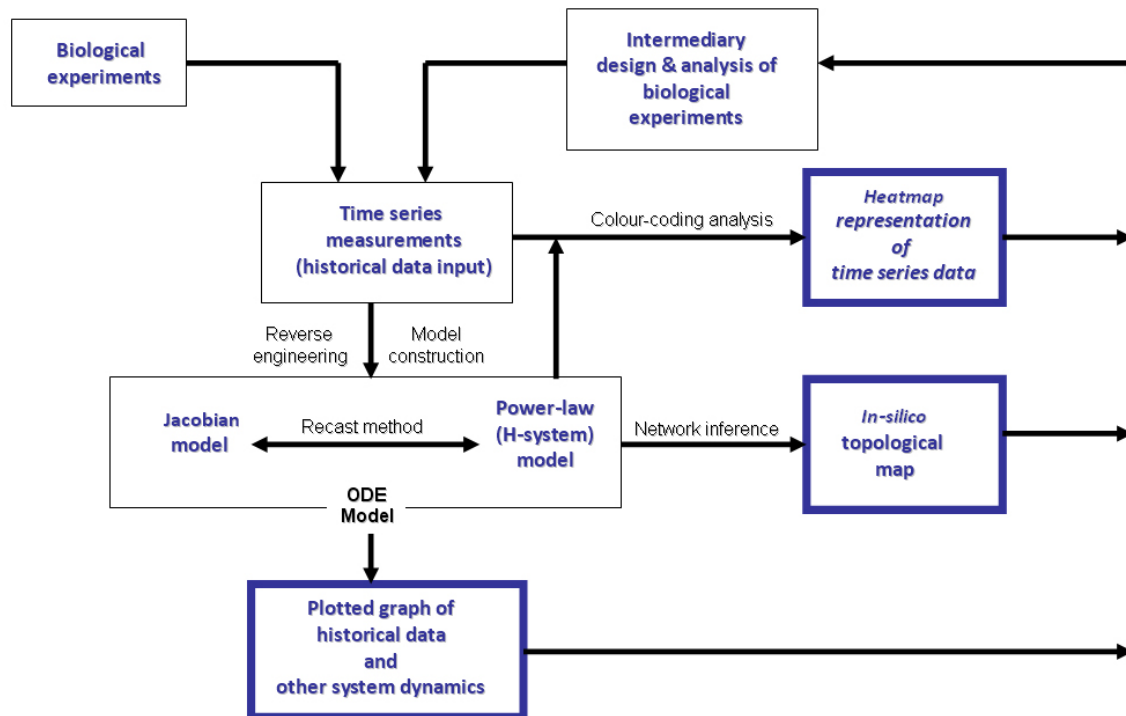 Biological
experiments
Intermediary
design & analysis of
biological
experiments
Time series
measurements
(historical data input)
Colour-coding analysis
Heatmap
representation
of
time series data
Reverse
engineering
Model
construction
Jacobian
model
Recast method
Power-law
(H-system)
model
Network inference
In-silico
topological
map
ODE
Model
Plotted graph of
historical data
and
other system dynamics